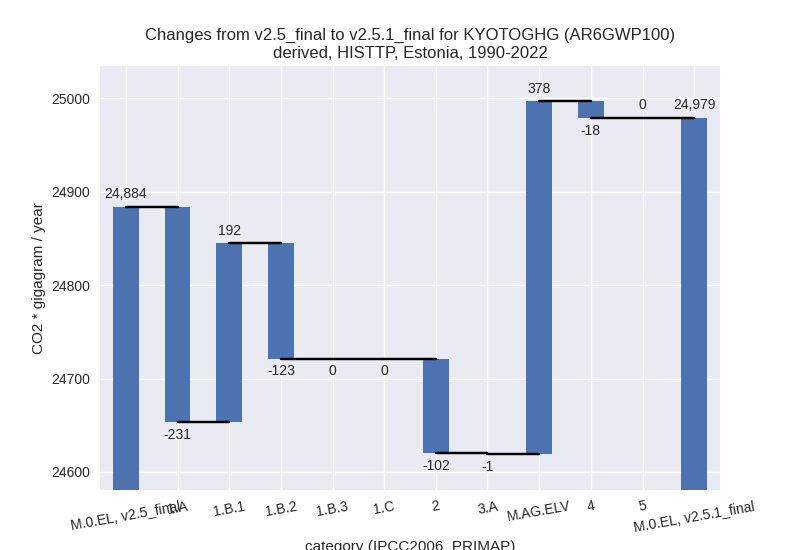 Changes from v2.5_final to v2.5.1_final for KYOTOGHG (AR6GWP100)
derived, HISTTP, Estonia, 1990-2022
CO2 * gigagram / year
25000
24900
24800
24700
24600
24,884
-231
192
-123
0
0
-102
-1
378
-18
0
24,979
M.0.EL, v2.5_final
1.A
1.B.1
1.B.2
1.B.3
1.C
2
3.A
M.AG.ELV
4
5
M.0.EL, v2.5.1_final
category (IPCC2006_PRIMAP)